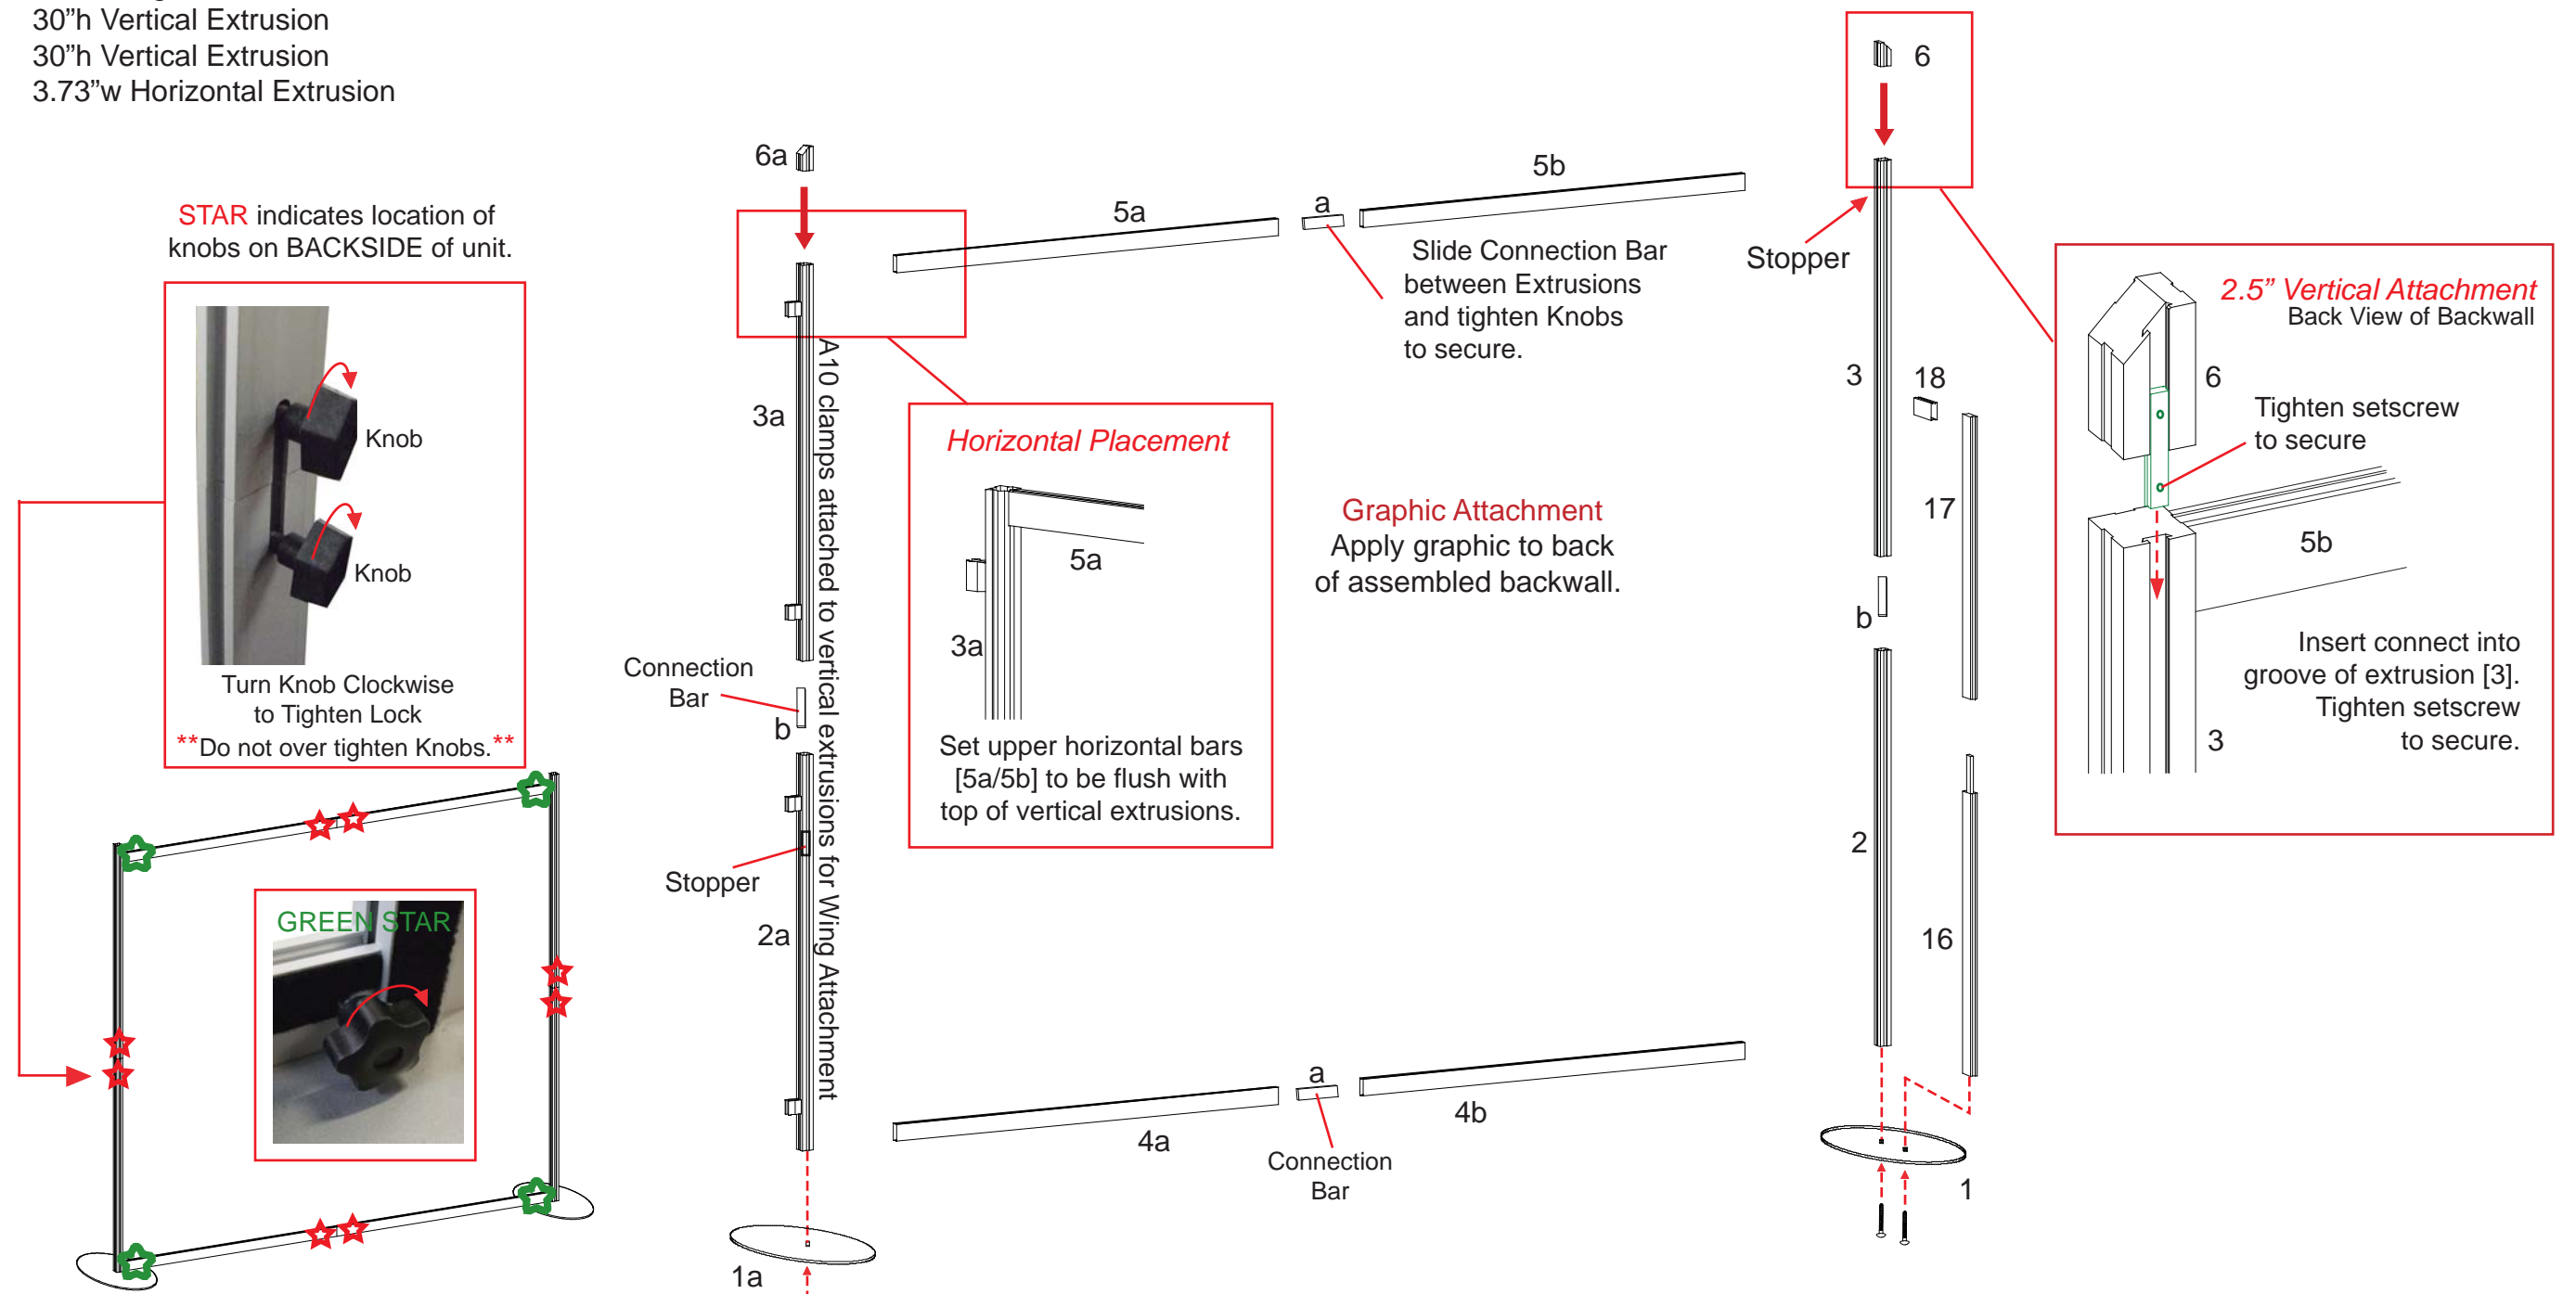 30”h Vertical Extrusion
30”h Vertical Extrusion
3.73”w Horizontal Extrusion
STAR indicates location of
knobs on BACKSIDE of unit.
Knob
Knob
Turn Knob Clockwise
to Tighten Lock
**Do not over tighten Knobs.**
GREEN STAR
6a
3a
Connection
Bar
b
Stopper
2a
1a
A10 clamps attached to vertical extrusions for Wing Attachment
5a
a
5b
Slide Connection Bar
between Extrusions
and tighten Knobs
to secure.
Horizontal Placement
5a
3a
Set upper horizontal bars
[5a/5b] to be flush with
top of vertical extrusions.
Graphic Attachment
Apply graphic to back
of assembled backwall.
4a
a
4b
Connection
Bar
6
Stopper
3
18
17
b
2
16
1
2.5” Vertical Attachment
Back View of Backwall
6
Tighten setscrew
to secure
5b
Insert connect into
groove of extrusion [3].
Tighten setscrew
to secure.
3